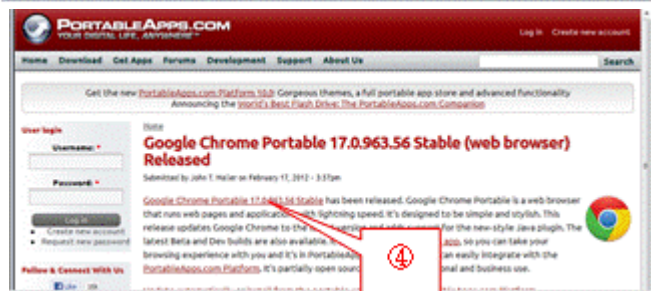 PORTABLEAPPS.COM
YOUR DIGITAL LIFE, ANYWHERE™
Log in Create new account
Home Download Get Apps Forums Development Support About Us Search
Get the new PortableApps.com Platform 10.0: Gorgeous themes, a full portable app store and advanced functionality
Announcing the World's Best Flash Drive: The PortableApps.com Companion
User login
Username: *
Password: *
Log in
Create new account
Request new password
Follow & Connect With Us
Like
Home
Google Chrome Portable 17.0.963.56 Stable (web browser)
Released
Submitted by John T. Haller on February 17, 2012 - 3:57pm
Google Chrome Portable 17.0.963.56 Stable has been released. Google Chrome Portable is a web browser
that runs web pages and applications with lightning speed. It's designed to be simple and stylish. This
release updates Google Chrome to the for the new-style Java plugin. The
latest Beta and Dev builds are also available. app, so you can take your
browsing experience with you and it's in PortableApps can easily integrate with the
PortableApps.com Platform. It's partially open source and business use.
④